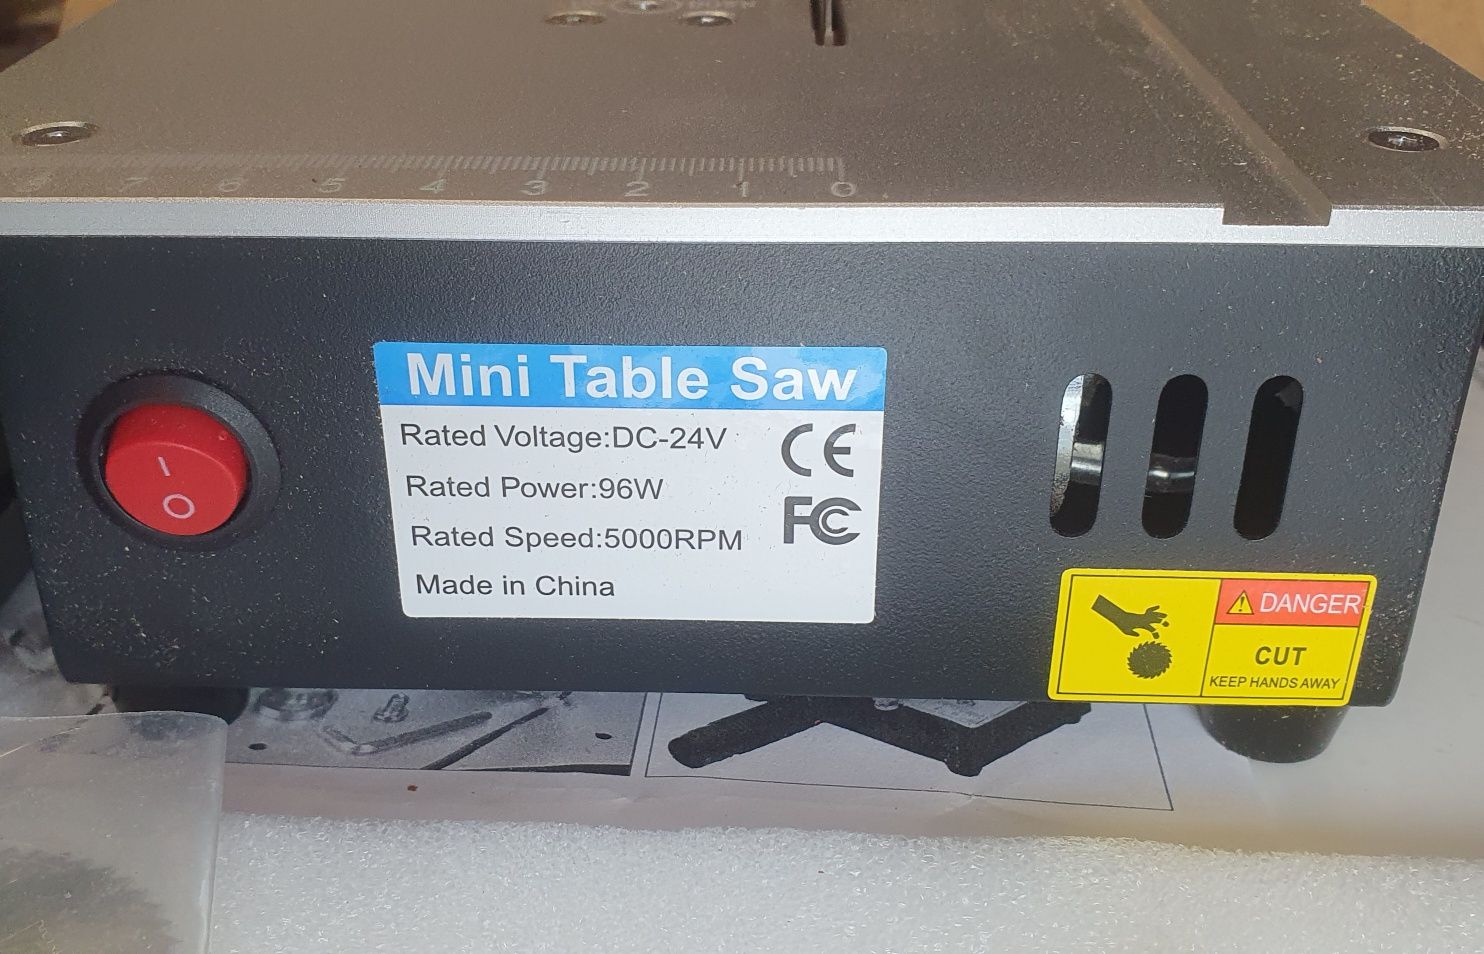 8 7 6 5 4 3 2 1 0
Mini Table Saw
Rated Voltage:DC-24V
Rated Power:96W
Rated Speed:5000RPM
Made in China
CE
FC
I
O
DANGER
CUT
KEEP HANDS AWAY